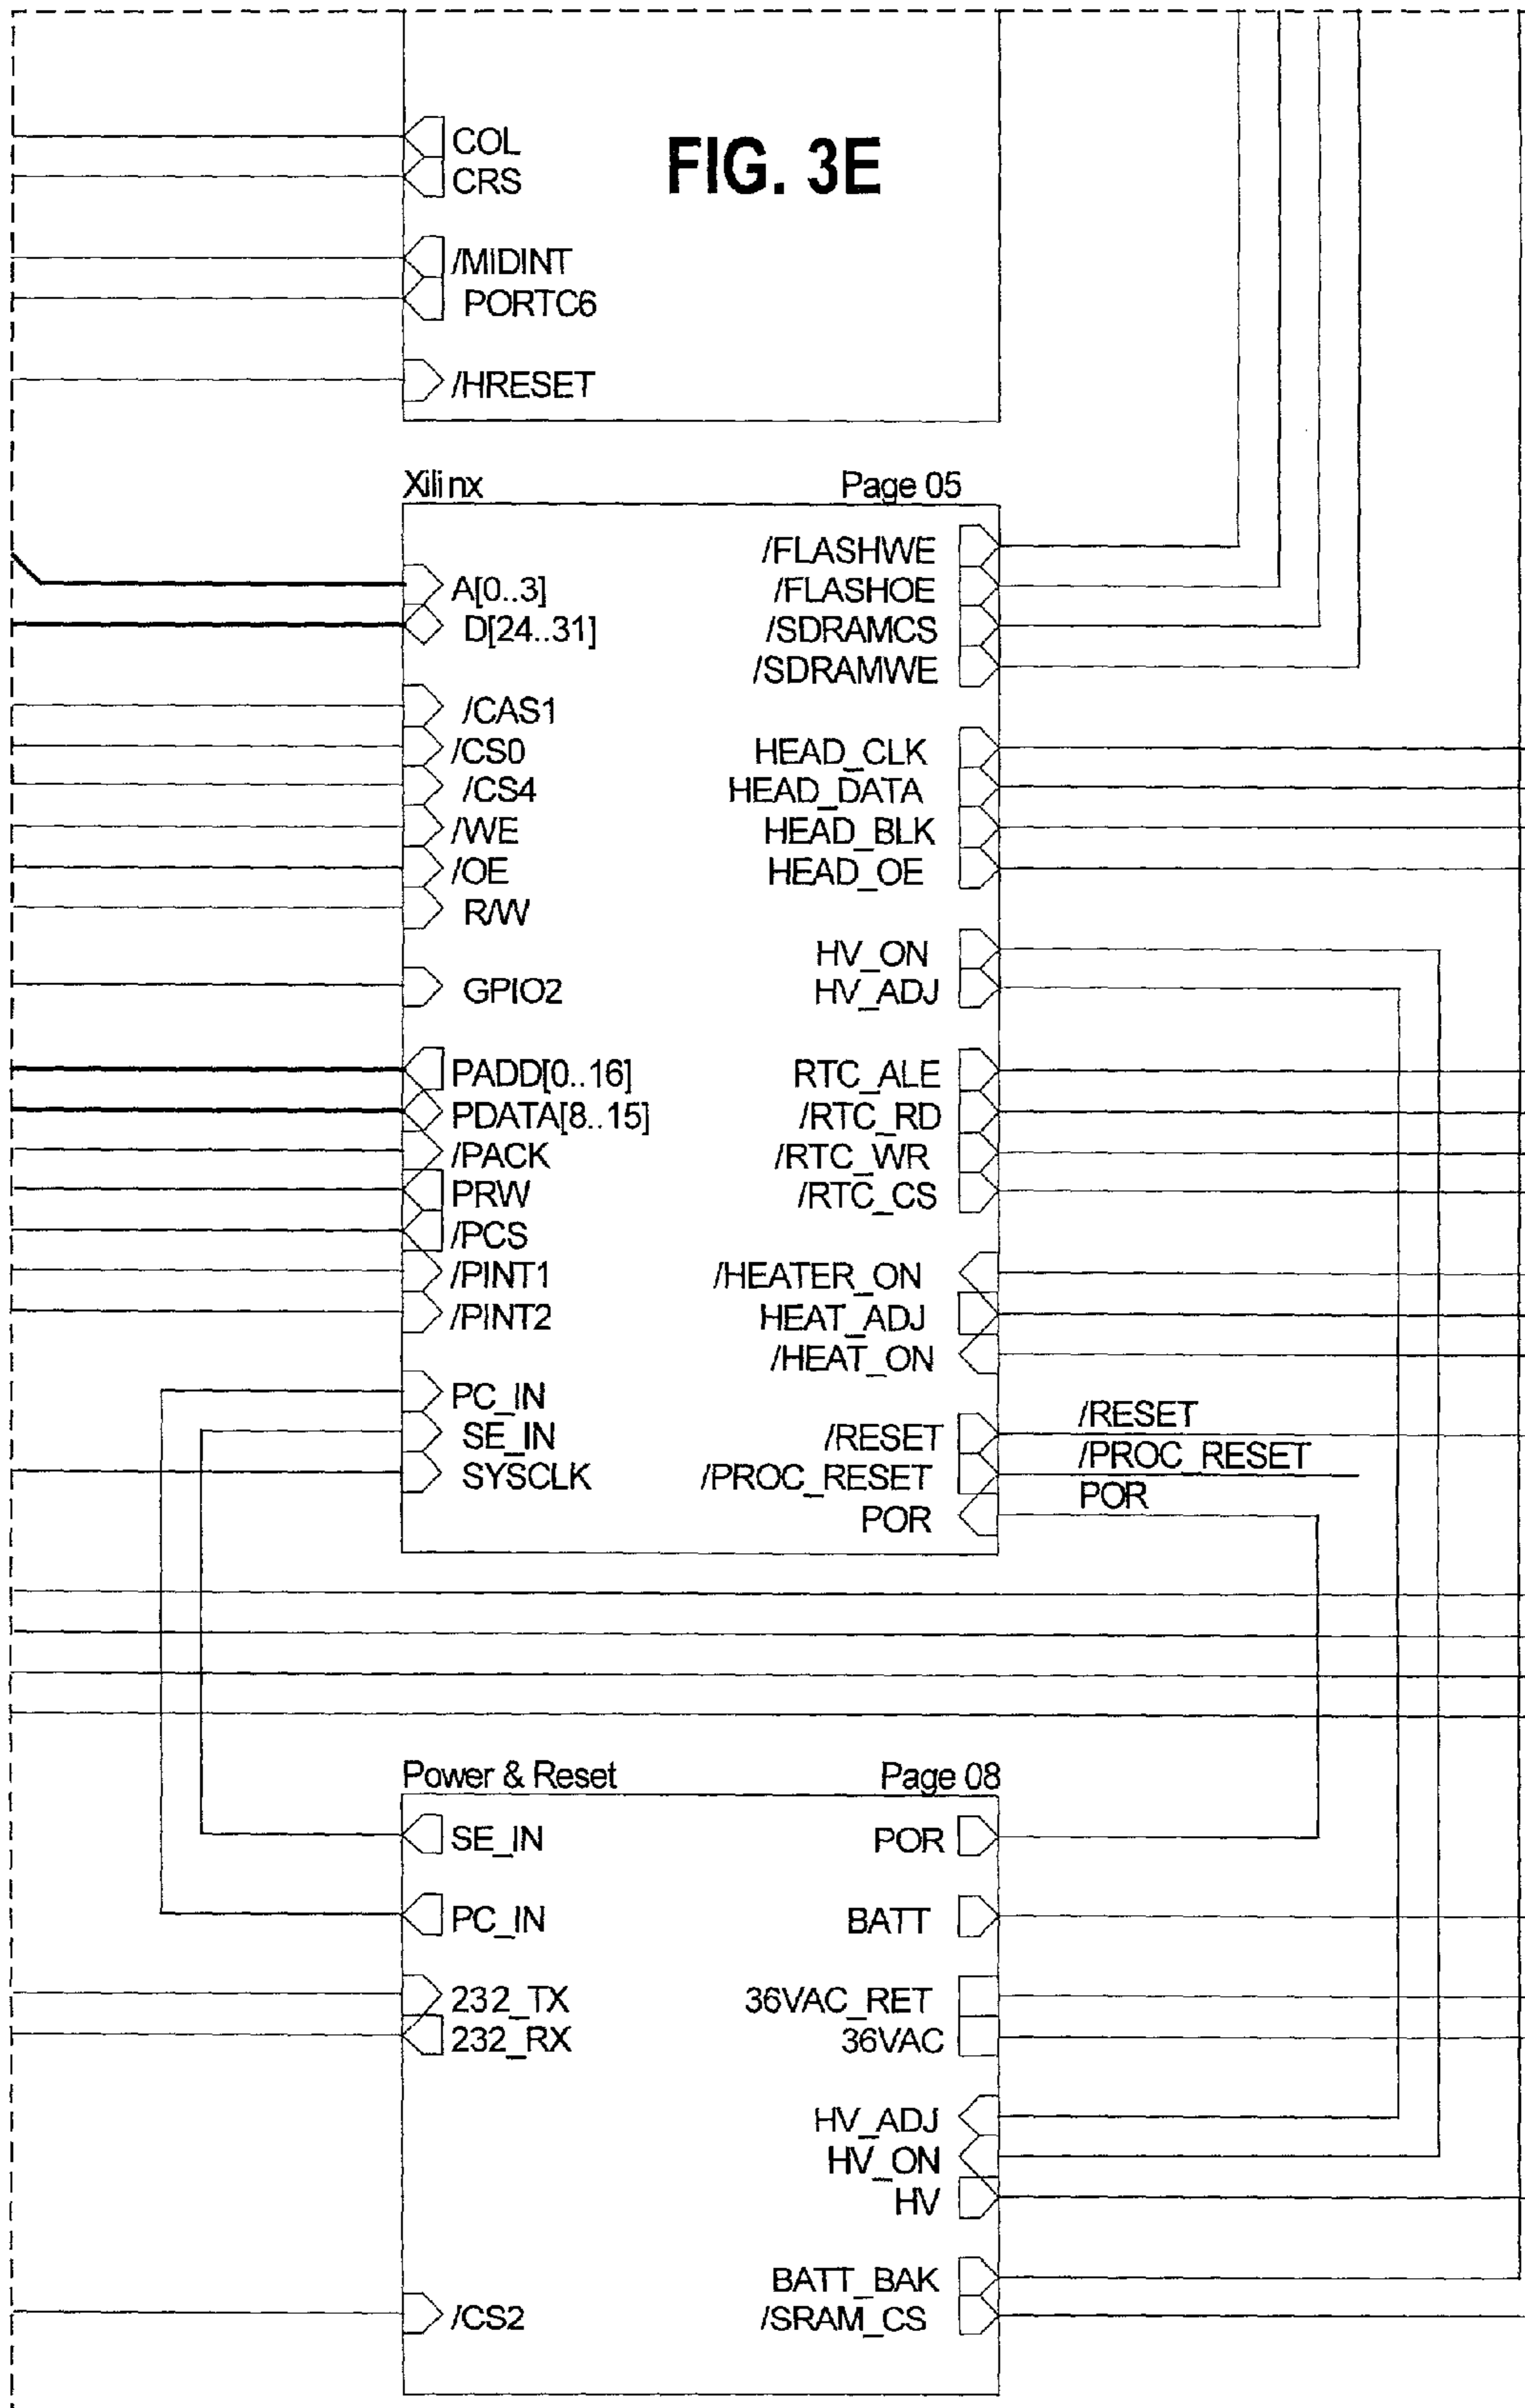 COL
FIG. 3E
CRS
/MIDINT
PORTC6
/HRESET
Xilinx Page 05
/FLASHWE
A[0..3] /FLASHOE
D[24..31] /SDRAMCS
/SDRAMWE
/CAS1
/CS0 HEAD_CLK
/CS4 HEAD_DATA
/WE HEAD_BLK
/OE HEAD_OE
R/W
HV_ON
GPIO2 HV_ADJ
PADD[0..16] RTC_ALE
PDATA[8..15] /RTC_RD
/PACK /RTC_WR
PRW /RTC_CS
/PCS
/PINT1 /HEATER_ON
/PINT2 HEAT_ADJ
/HEAT_ON
PC_IN
/RESET
SE_IN /RESET
/PROC_RESET
SYSCLK /PROC_RESET
POR
POR
Power & Reset Page 08
SE_IN POR
PC_IN BATT
232_TX 36VAC_RET
232_RX 36VAC
HV_ADJ
HV_ON
HV
BATT_BAK
/CS2 /SRAM_CS